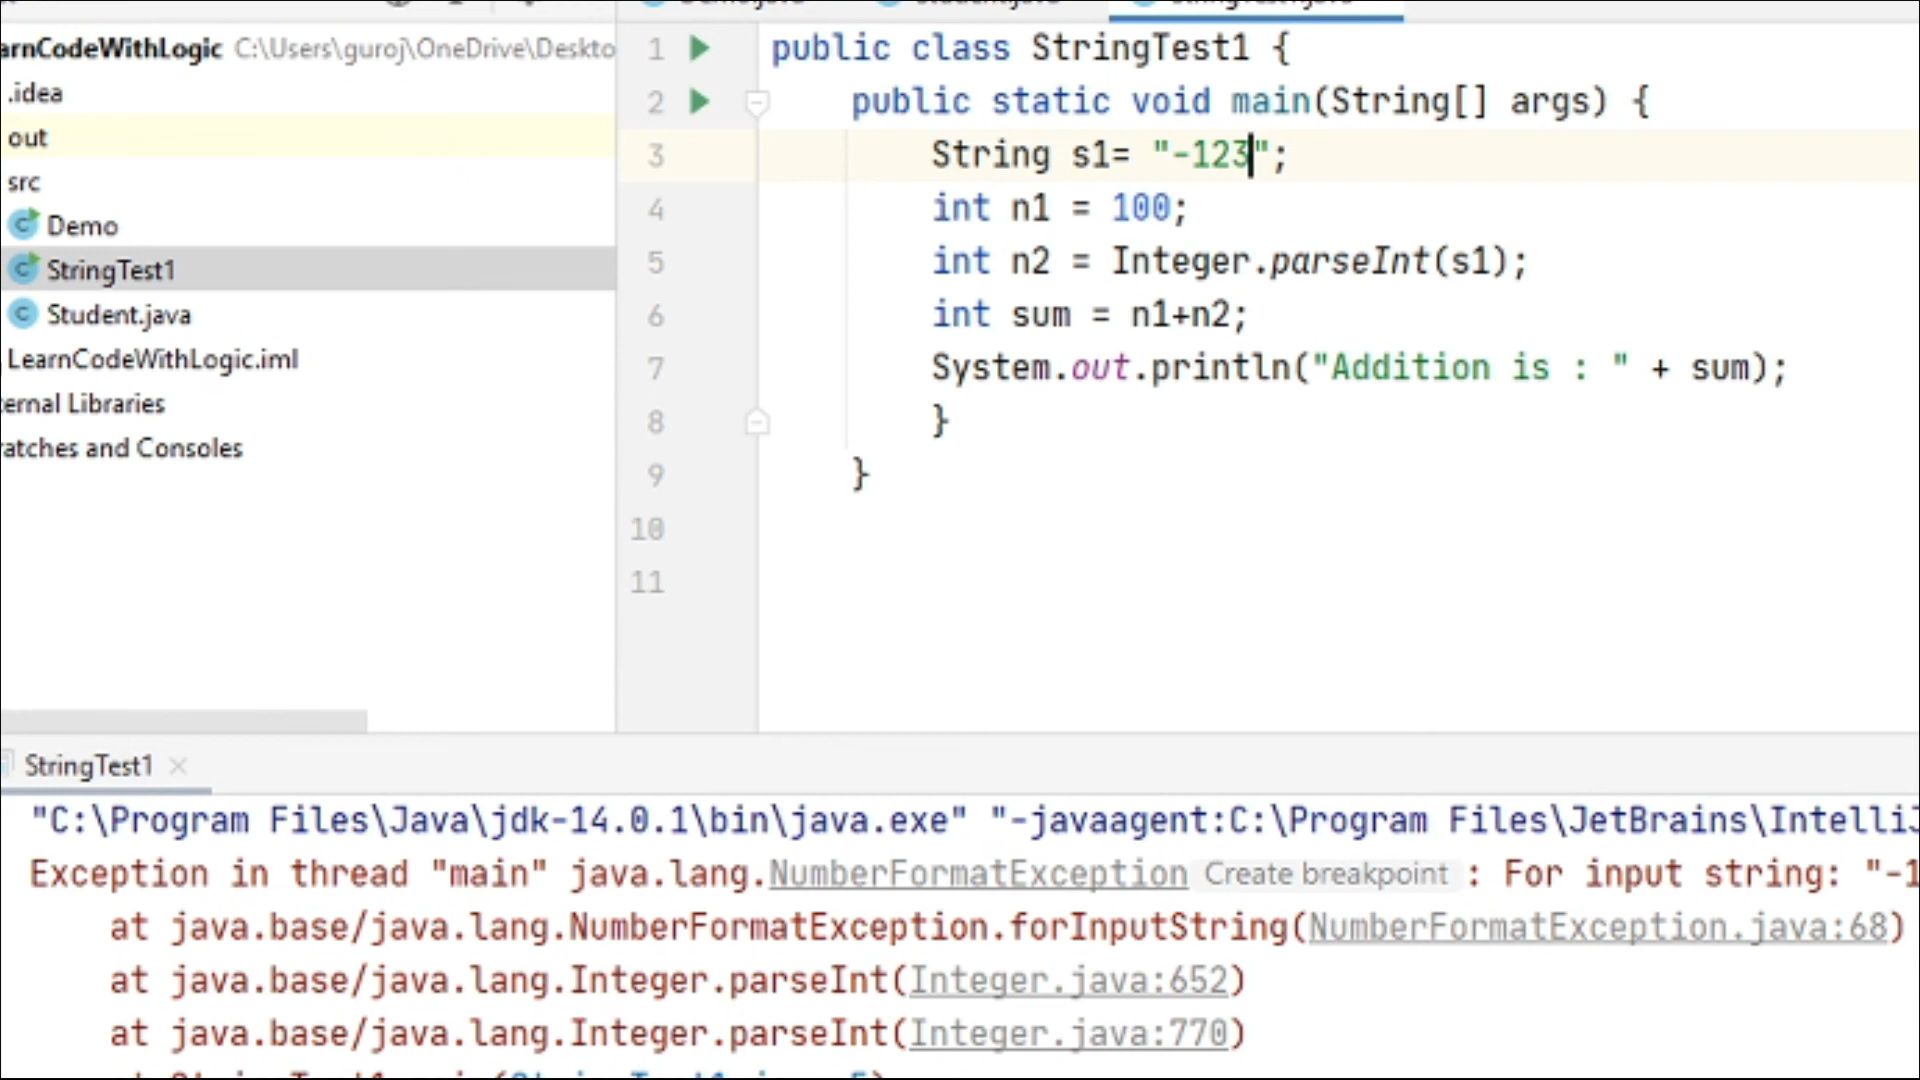 arnCodeWithLogic C:\Users\guroj\OneDrive\Deskto
.idea
out
src
Demo
StringTest1
Student.java
LearnCodeWithLogic.iml
ernal Libraries
ratches and Consoles
1 public class StringTest1 {
2 public static void main(String[] args) {
3 String s1= "-123";
4 int n1 = 100;
5 int n2 = Integer.parseInt(s1);
6 int sum = n1+n2;
7 System.out.println("Addition is : " + sum);
8 }
9 }
10
11
StringTest1
"C:\Program Files\Java\jdk-14.0.1\bin\java.exe" "-javaagent:C:\Program Files\JetBrains\IntelliJ
Exception in thread "main" java.lang.NumberFormatException Create breakpoint : For input string: "-1
at java.base/java.lang.NumberFormatException.forInputString(NumberFormatException.java:68)
at java.base/java.lang.Integer.parseInt(Integer.java:652)
at java.base/java.lang.Integer.parseInt(Integer.java:770)